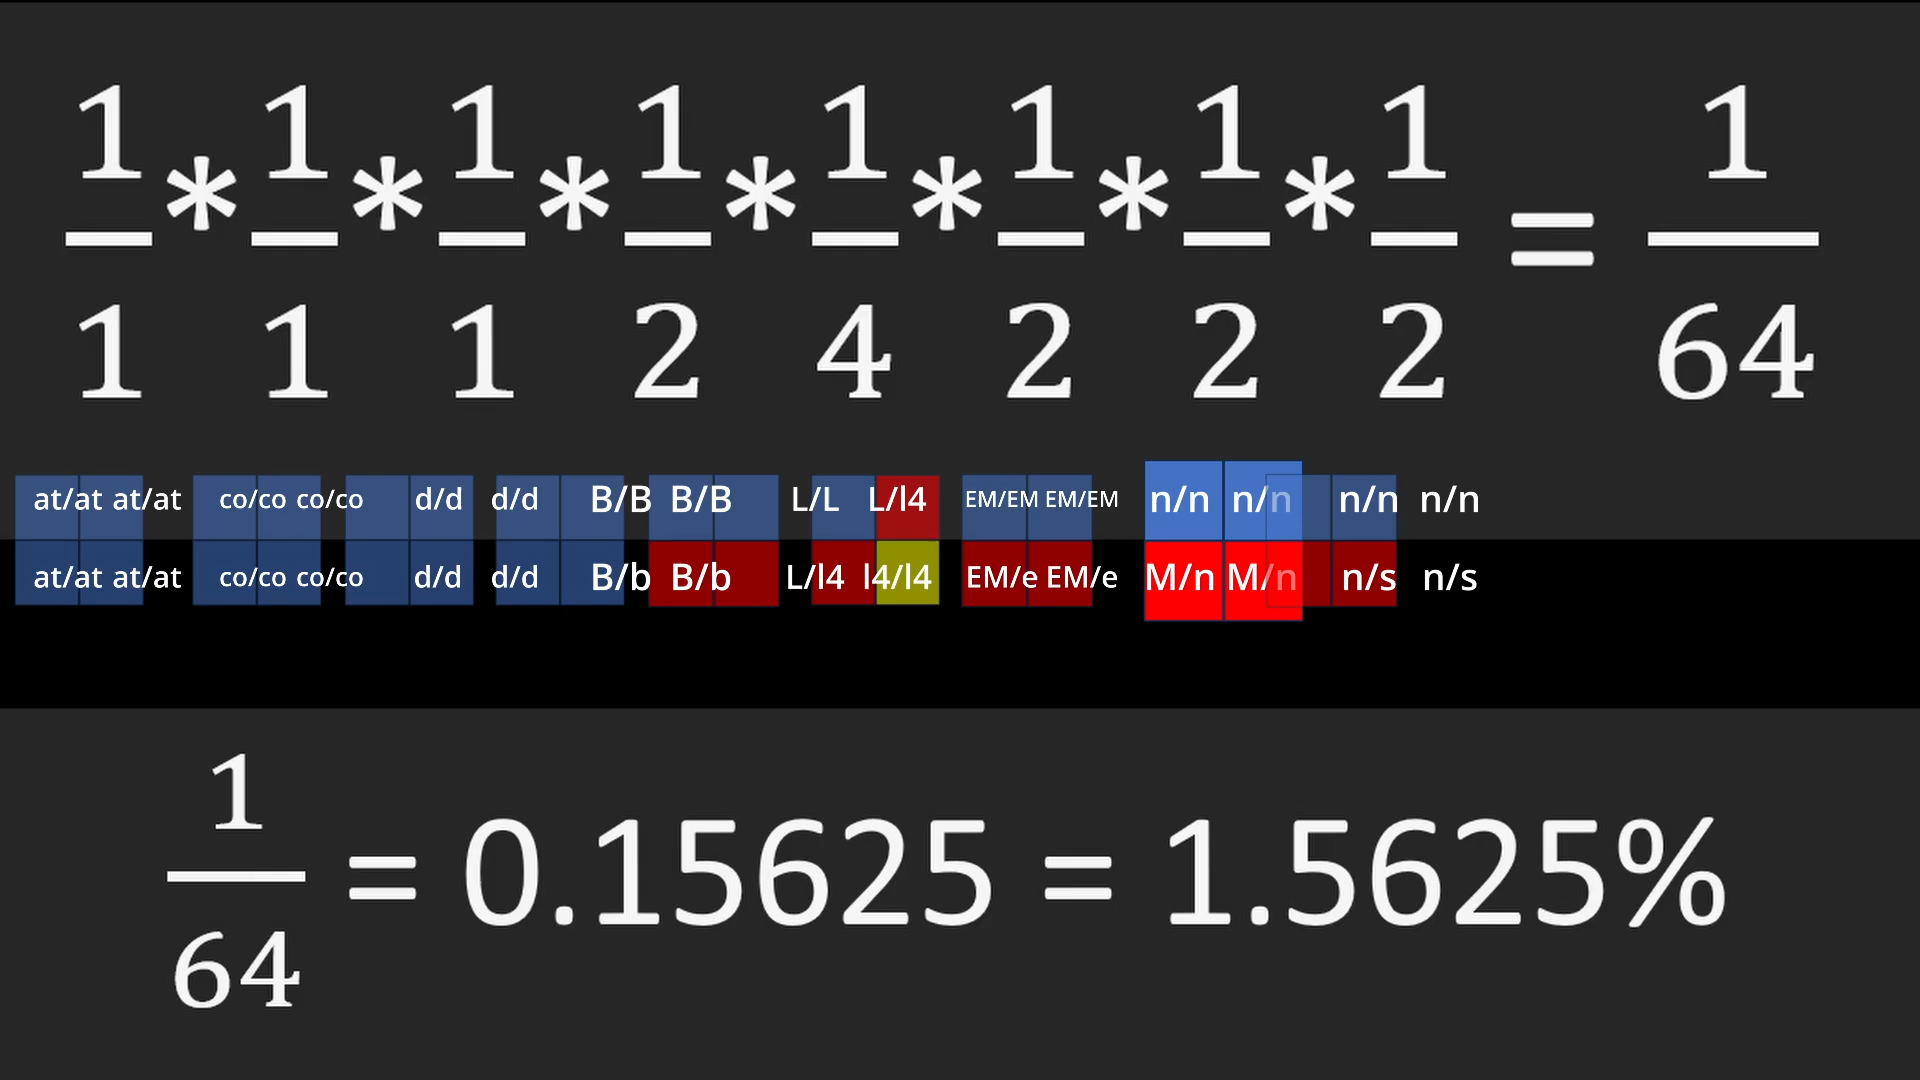 1 * 1 * 1 * 1 * 1 * 1 * 1 * 1 = 1
1 1 1 2 4 2 2 2 64
at/at at/at co/co co/co d/d d/d B/B B/B L/L L/l4 EM/EM EM/EM n/n n/n n/n n/n
at/at at/at co/co co/co d/d d/d B/b B/b L/l4 l4/l4 EM/e EM/e M/n M/n n/s n/s
1
64 = 0.15625 = 1.5625%